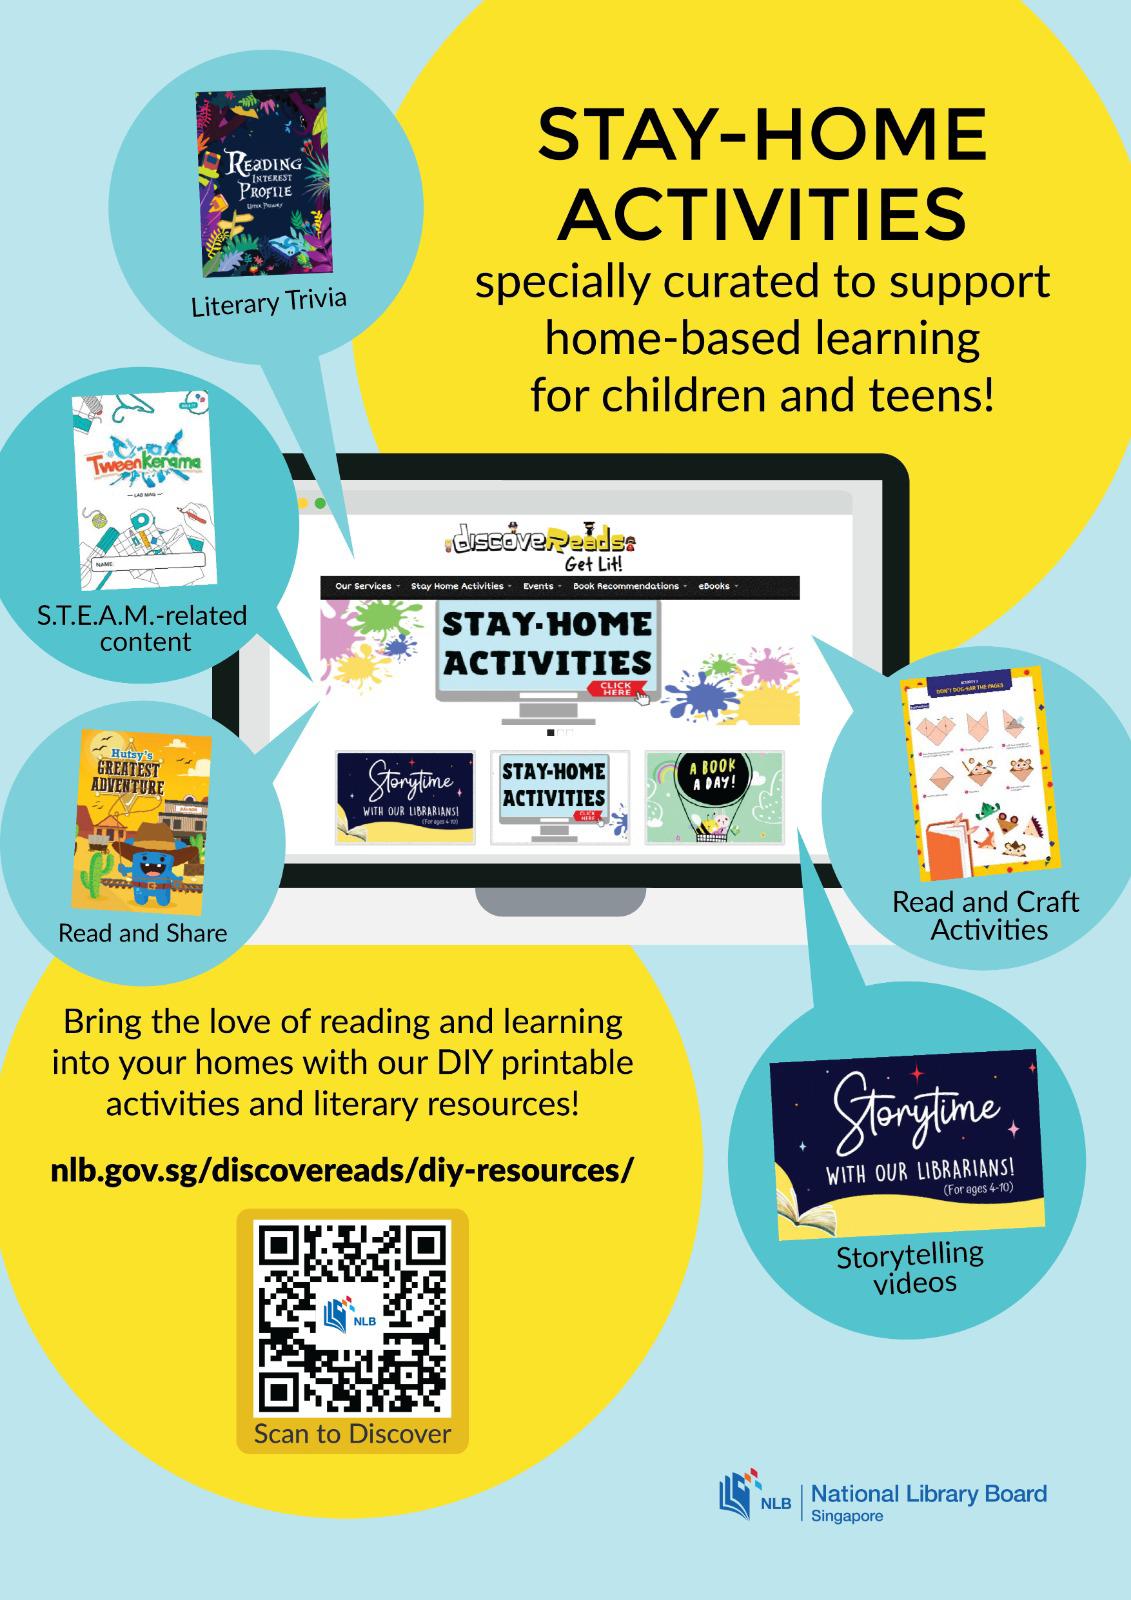 STAY-HOME
ACTIVITIES
specially curated to support
home-based learning
for children and teens!
READING
INTEREST
PROFILE
UPPER PRIMARY
Literary Trivia
TweenKerama
— LAB MAG —
NAME:
S.T.E.A.M.-related
content
Hutsy's
GREATEST
ADVENTURE
Read and Share
discoveReads
Get Lit!
Our Services
Stay Home Activities
Events
Book Recommendations
eBooks
STAY-HOME
ACTIVITIES
CLICK
HERE
Storytime
WITH OUR LIBRARIANS!
(For ages 4-10)
STAY-HOME
ACTIVITIES
CLICK
HERE
A BOOK
A DAY!
DON'T DOG-EAR THE PAGES
Read and Craft
Activities
Storytime
WITH OUR LIBRARIANS!
(For ages 4-10)
Storytelling
videos
Bring the love of reading and learning
into your homes with our DIY printable
activities and literary resources!
nlb.gov.sg/discovereads/diy-resources/
NLB
Scan to Discover
NLB
National Library Board
Singapore